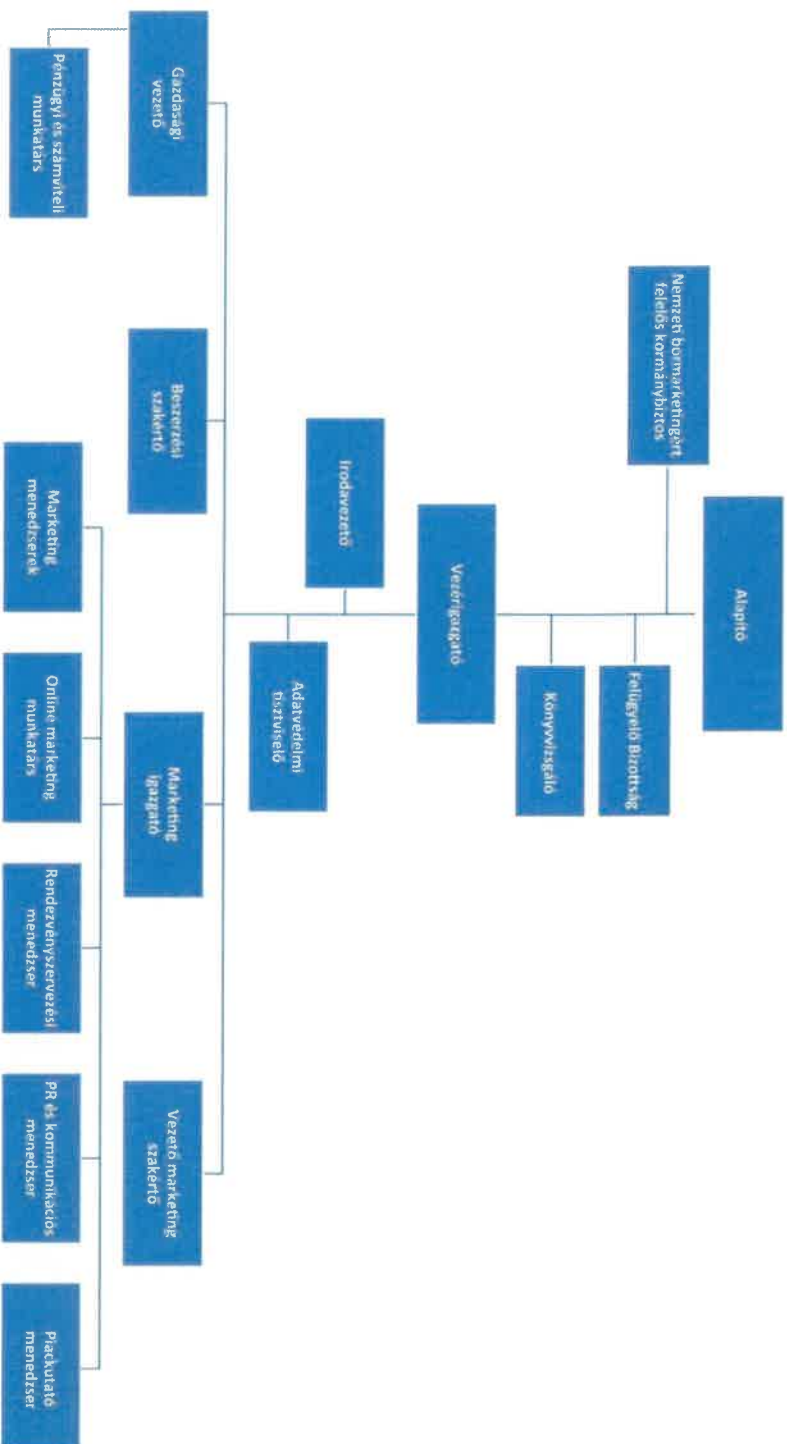 Alapító
Nemzeti bormarketingért
felelős kormánybiztos
Felügyelő Bizottság
Könyvvizsgáló
Vezérigazgató
Irodavezető
Adatvédelmi
tisztviselő
Gazdasági
vezető
Beszerzési
szakértő
Marketing
igazgató
Vezető marketing
szakértő
Pénzügyi és számviteli
munkatárs
Marketing
menedzserek
Online marketing
munkatárs
Rendezvényszervezési
menedzser
PR és kommunikációs
menedzser
Piackutató
menedzser